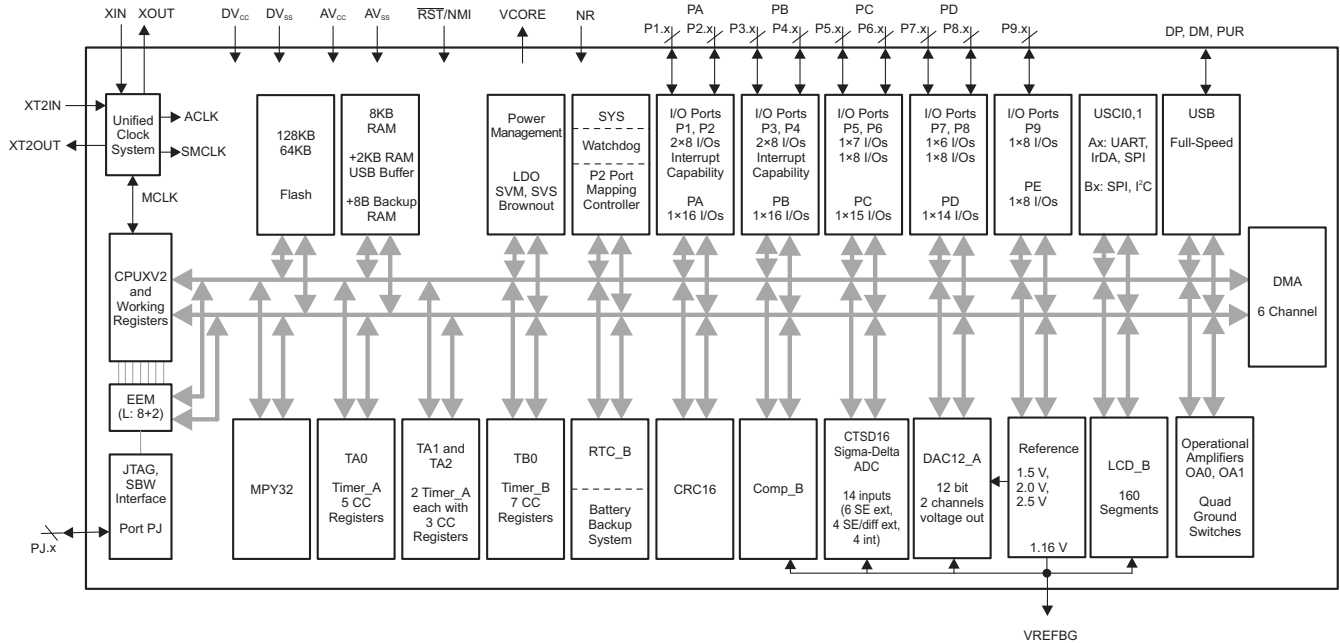 XIN XOUT
DVCC DVSS AVCC AVSS
RST/NMI VCORE NR
PA PB PC PD
P1.x P2.x P3.x P4.x P5.x P6.x P7.x P8.x P9.x
DP, DM, PUR
XT2IN
XT2OUT
Unified
Clock
System
ACLK
SMCLK
MCLK
128KB
64KB
Flash
8KB
RAM
+2KB RAM
USB Buffer
+8B Backup
RAM
Power
Management
LDO
SVM, SVS
Brownout
SYS
Watchdog
P2 Port
Mapping
Controller
I/O Ports
P1, P2
2×8 I/Os
Interrupt
Capability
PA
1×16 I/Os
I/O Ports
P3, P4
2×8 I/Os
Interrupt
Capability
PB
1×16 I/Os
I/O Ports
P5, P6
1×7 I/Os
1×8 I/Os
PC
1×15 I/Os
I/O Ports
P7, P8
1×6 I/Os
1×8 I/Os
PD
1×14 I/Os
I/O Ports
P9
1×8 I/Os
PE
1×8 I/Os
USCI0,1
Ax: UART,
IrDA, SPI
Bx: SPI, I²C
USB
Full-Speed
CPUXV2
and
Working
Registers
DMA
6 Channel
EEM
(L: 8+2)
JTAG,
SBW
Interface
Port PJ
PJ.x
MPY32
TA0
Timer_A
5 CC
Registers
TA1 and
TA2
2 Timer_A
each with
3 CC
Registers
TB0
Timer_B
7 CC
Registers
RTC_B
Battery
Backup
System
CRC16
Comp_B
CTSD16
Sigma-Delta
ADC
14 inputs
(6 SE ext,
4 SE/diff ext,
4 int)
DAC12_A
12 bit
2 channels
voltage out
Reference
1.5 V,
2.0 V,
2.5 V
1.16 V
LCD_B
160
Segments
Operational
Amplifiers
OA0, OA1
Quad
Ground
Switches
VREFBG